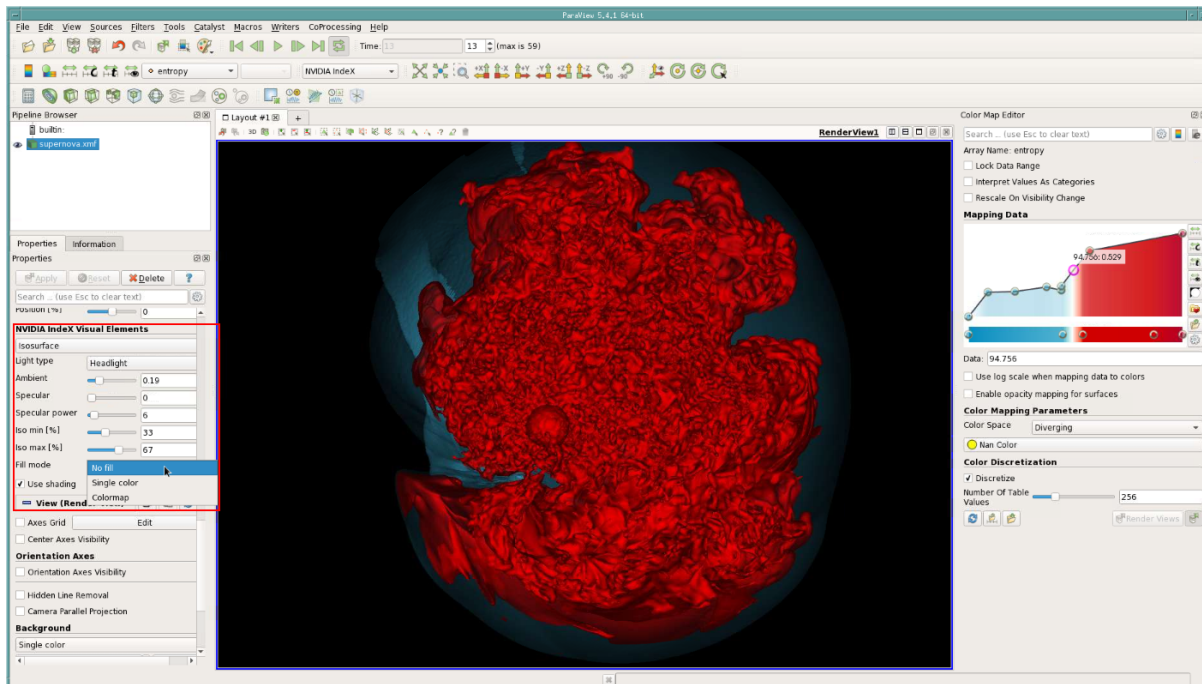 ParaView 5.4.1 64-bit
File Edit View Sources Filters Tools Catalyst Macros Writers CoProcessing Help
Time: 13 13 (max is 59)
entropy NVIDIA IndeX
Pipeline Browser
builtin:
supernova.xmf
Properties Information
Properties
Apply Reset Delete ?
Search ... (use Esc to clear text)
Position [%] 0
NVIDIA IndeX Visual Elements
Isosurface
Light type Headlight
Ambient 0.19
Specular 0
Specular power 6
Iso min [%] 33
Iso max [%] 67
Fill mode No fill
Single color
Use shading
Colormap
View (Rend
Axes Grid Edit
Center Axes Visibility
Orientation Axes
Orientation Axes Visibility
Hidden Line Removal
Camera Parallel Projection
Background
Single color
Layout #1 +
3D RenderView1
Color Map Editor
Search ... (use Esc to clear text)
Array Name: entropy
Lock Data Range
Interpret Values As Categories
Rescale On Visibility Change
Mapping Data
94.756: 0.529
Data: 94.756
Use log scale when mapping data to colors
Enable opacity mapping for surfaces
Color Mapping Parameters
Color Space Diverging
Nan Color
Color Discretization
Discretize
Number Of Table Values 256
Render Views